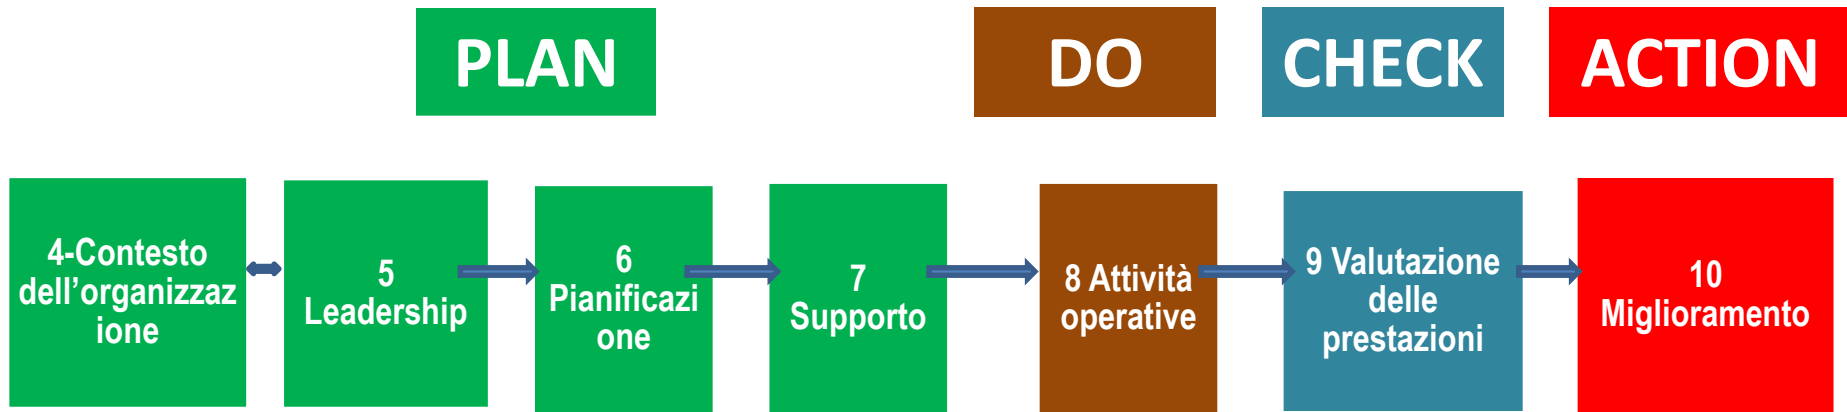 PLAN
DO
CHECK
ACTION
4-Contesto
dell’organizzaz
ione
5
Leadership
6
Pianificazi
one
7
Supporto
8 Attività
operative
9 Valutazione
delle
prestazioni
10
Miglioramento